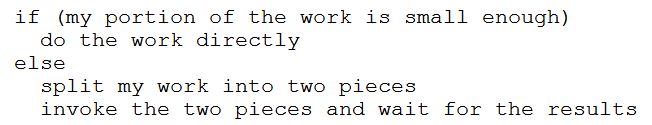 if (my portion of the work is small enough)
  do the work directly
else
  split my work into two pieces
  invoke the two pieces and wait for the results